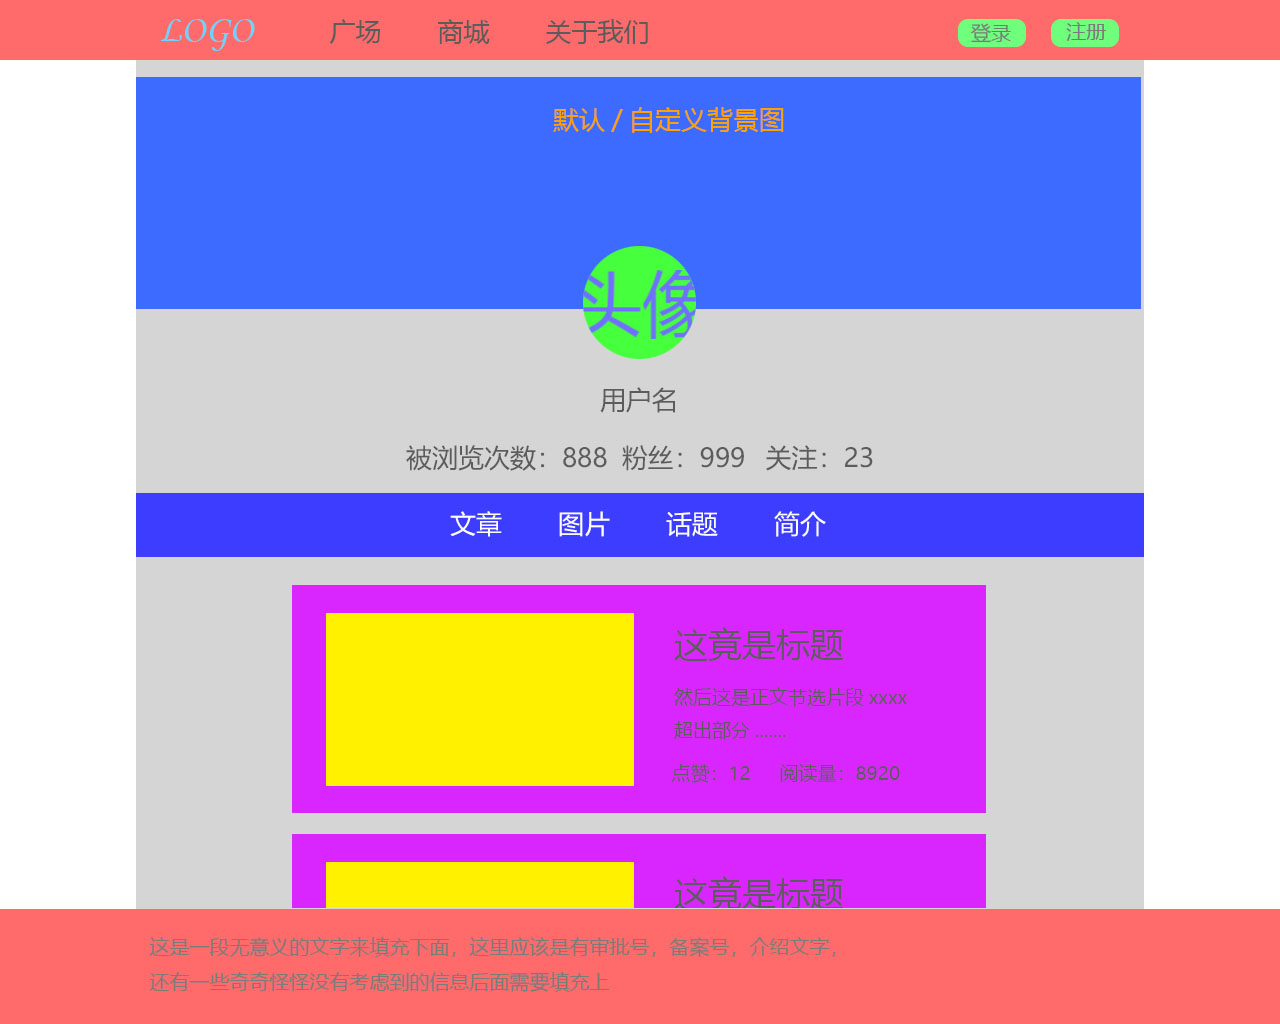 LOGO 广场 商城 关于我们 登录 注册
默认 / 自定义背景图
头像
用户名
被浏览次数：888 粉丝：999 关注：23
文章 图片 话题 简介
这竟是标题
然后这是正文节选片段 xxxx
超出部分 .......
点赞：12 阅读量：8920
这竟是标题
这是一段无意义的文字来填充下面，这里应该是有审批号，备案号，介绍文字，
还有一些奇奇怪怪没有考虑到的信息后面需要填充上